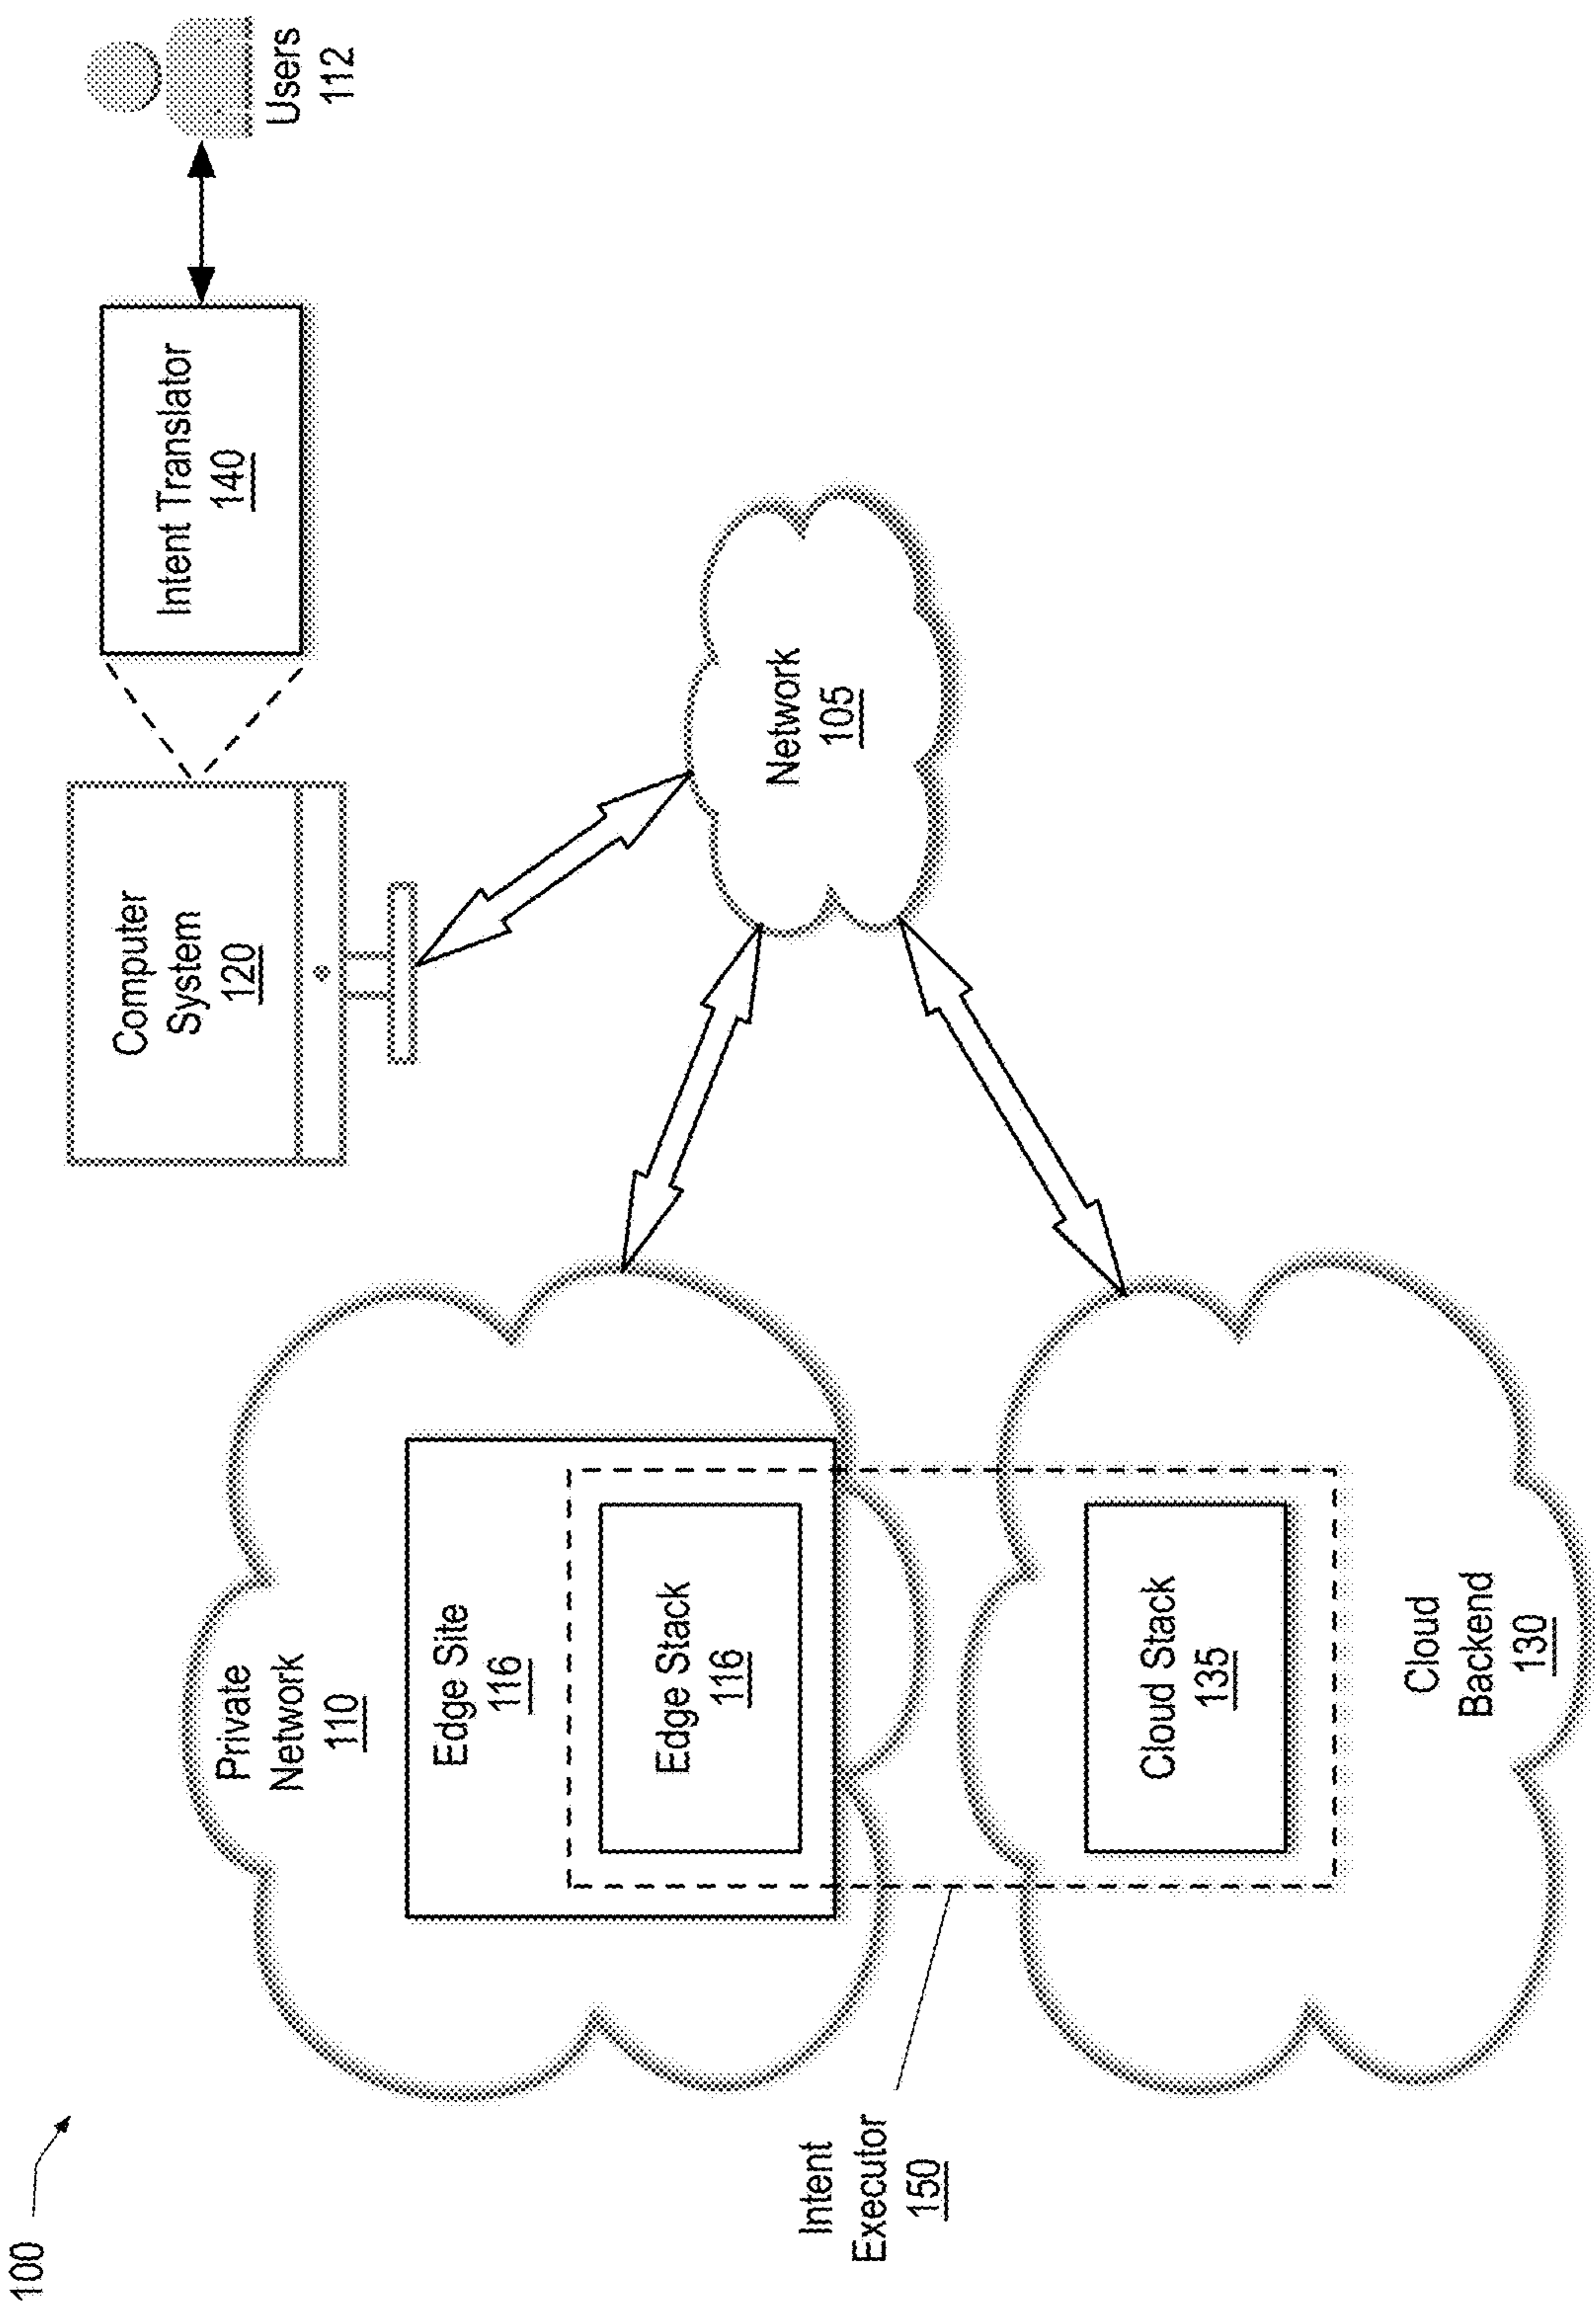 100
Private
Network
110
Edge Site
116
Edge Stack
116
Intent
Executor
150
Cloud Stack
135
Cloud
Backend
130
Computer
System
120
Intent Translator
140
Users
112
Network
105